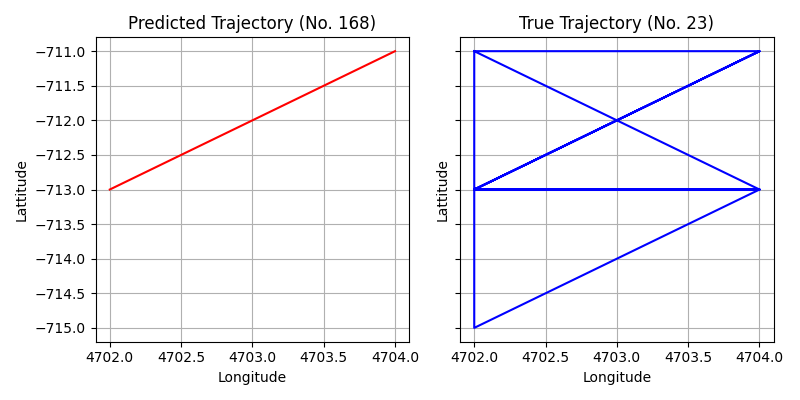 Predicted Trajectory (No. 168)
True Trajectory (No. 23)
−711.0
−711.5
−712.0
−712.5
−713.0
−713.5
−714.0
−714.5
−715.0
Lattitude
Lattitude
4702.0 4702.5 4703.0 4703.5 4704.0
4702.0 4702.5 4703.0 4703.5 4704.0
Longitude
Longitude